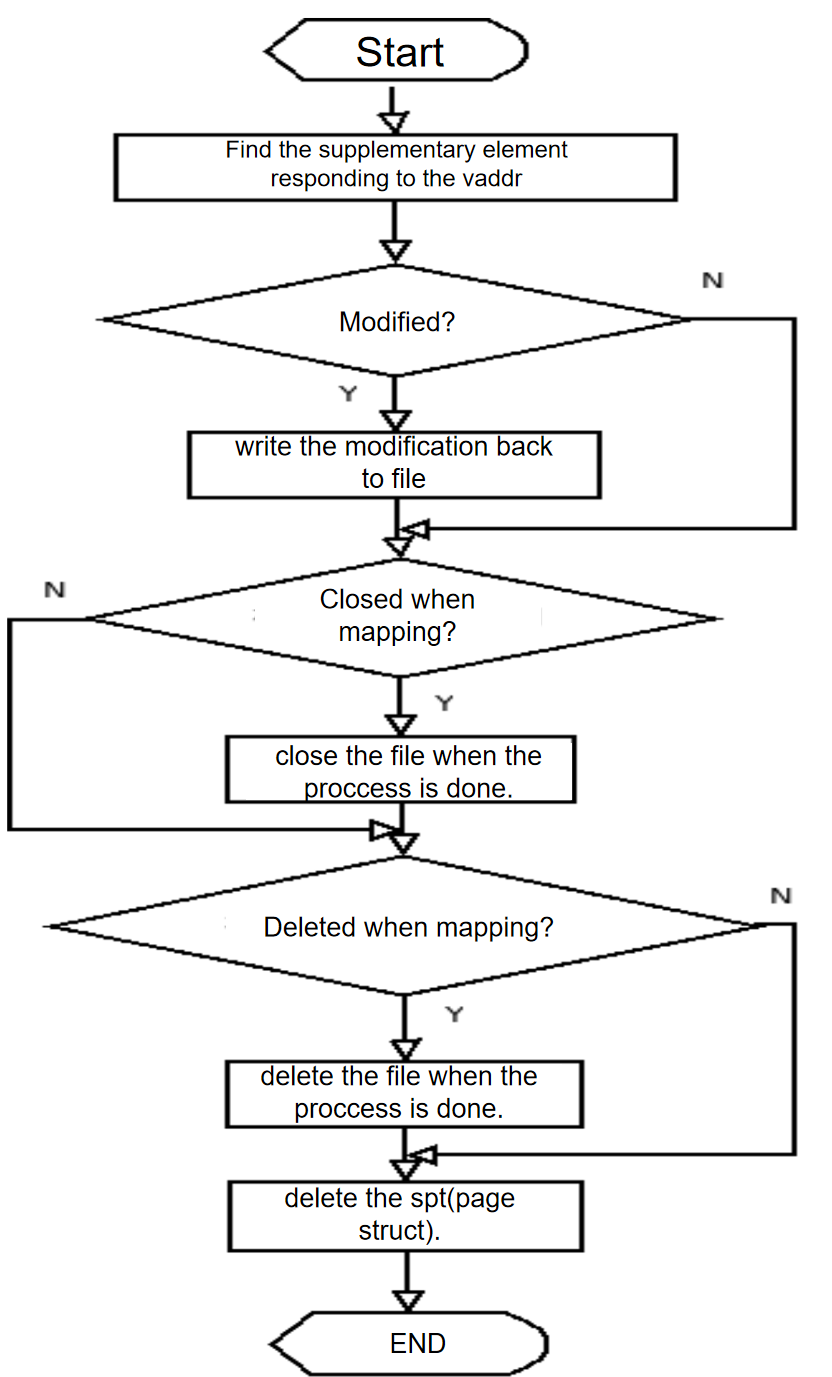 Start
Find the supplementary element
responding to the vaddr
N
Modified?
Y
write the modification back
to file
N
Closed when
mapping?
Y
close the file when the
proccess is done.
N
Deleted when mapping?
Y
delete the file when the
proccess is done.
delete the spt(page
struct).
END